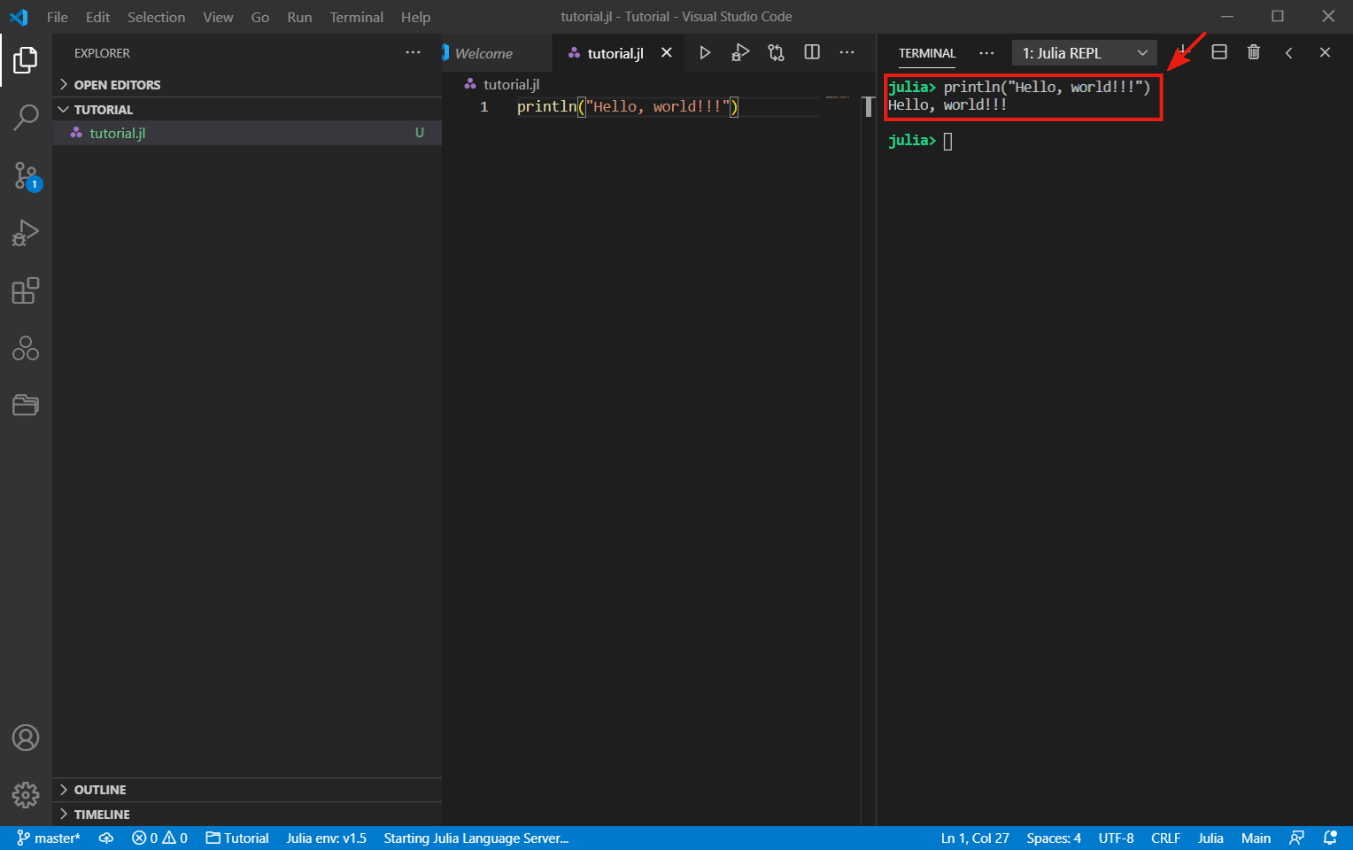 File Edit Selection View Go Run Terminal Help
tutorial.jl - Tutorial - Visual Studio Code
EXPLORER
OPEN EDITORS
TUTORIAL
tutorial.jl U
1
Welcome
tutorial.jl
tutorial.jl
1 println("Hello, world!!!")
TERMINAL
1: Julia REPL
julia> println("Hello, world!!!")
Hello, world!!!
julia>
OUTLINE
TIMELINE
master* 0 0 Tutorial Julia env: v1.5 Starting Julia Language Server... Ln 1, Col 27 Spaces: 4 UTF-8 CRLF Julia Main